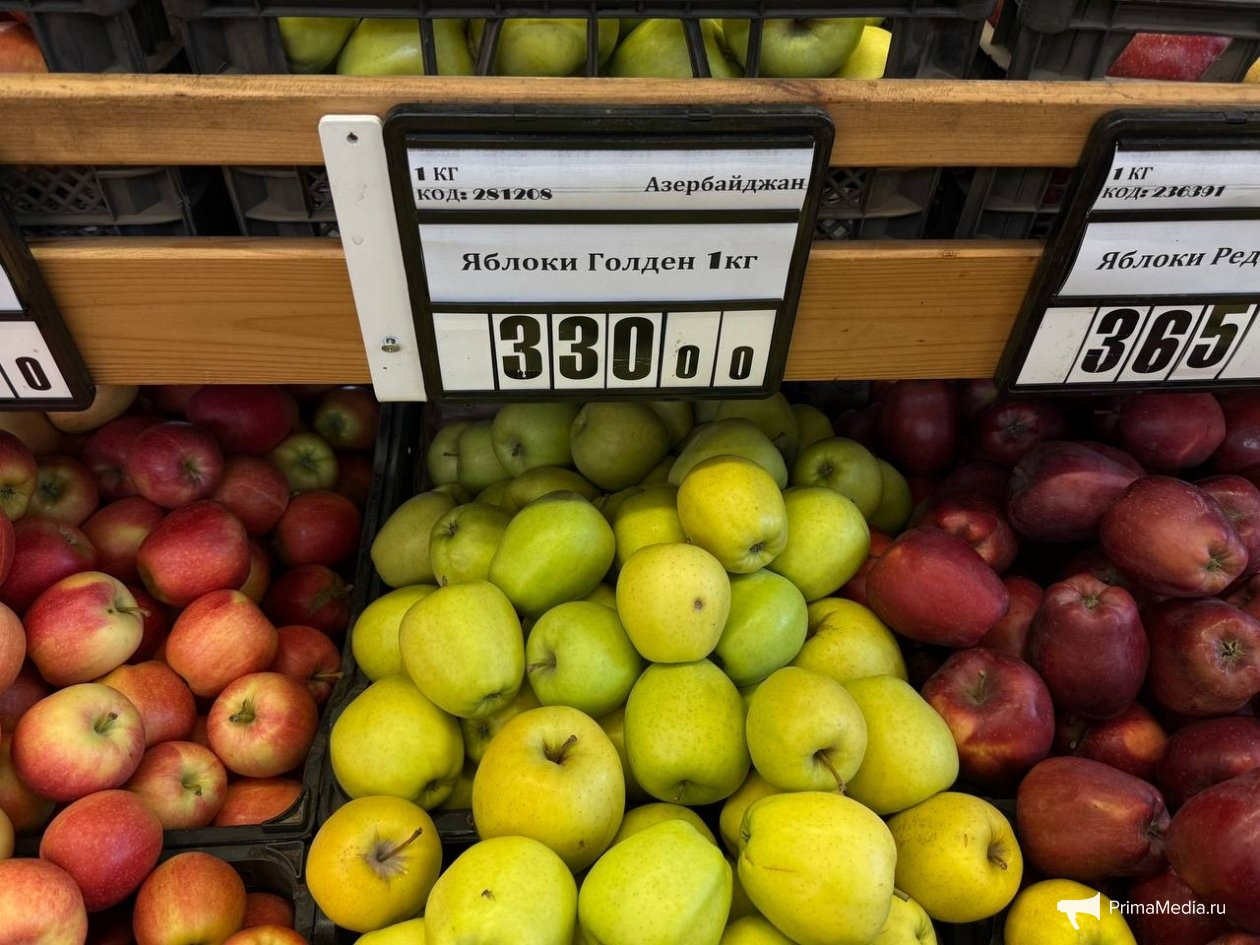 1 КГ
КОД: 281208
Азербайджан
Яблоки Голден 1кг
330 00
1 КГ
КОД: 236391
Яблоки Ред
365
0
PrimaMedia.ru